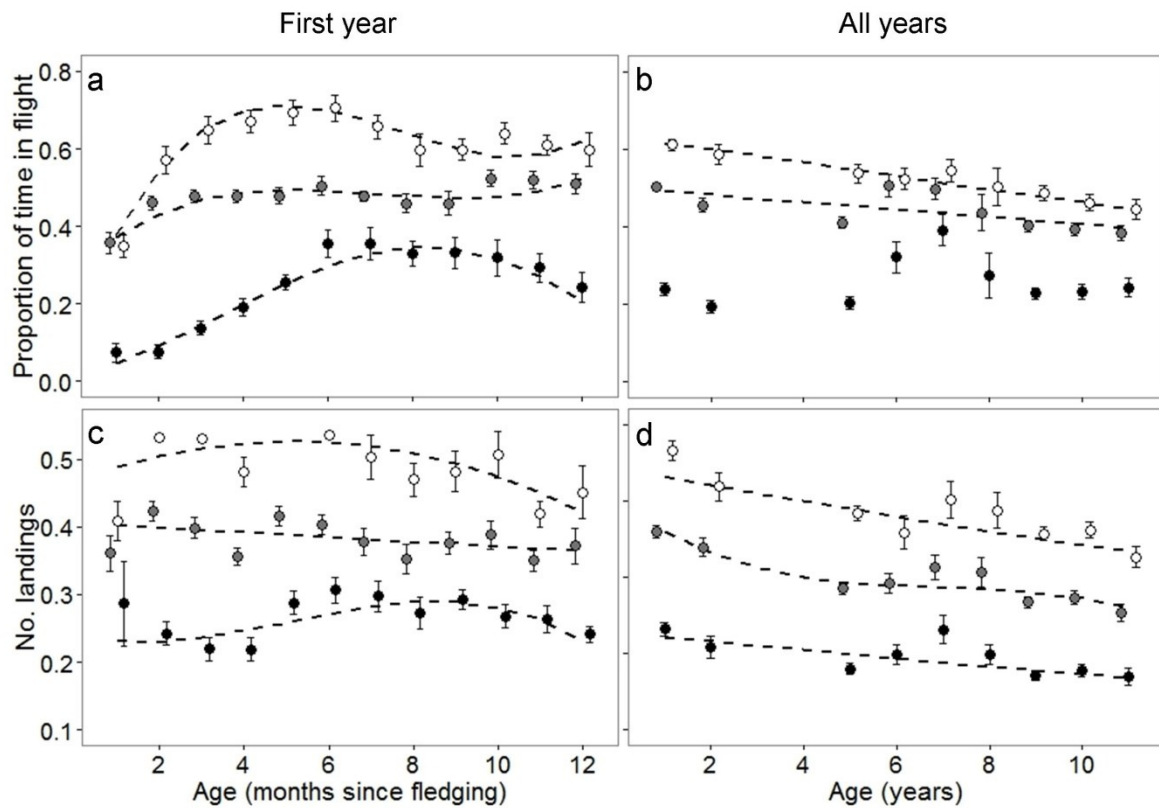 First year
All years
a
b
Proportion of time in flight
0.8
0.6
0.4
0.2
0.0
c
d
No. landings
0.5
0.4
0.3
0.2
0.1
2 4 6 8 10 12
2 4 6 8 10
Age (months since fledging)
Age (years)